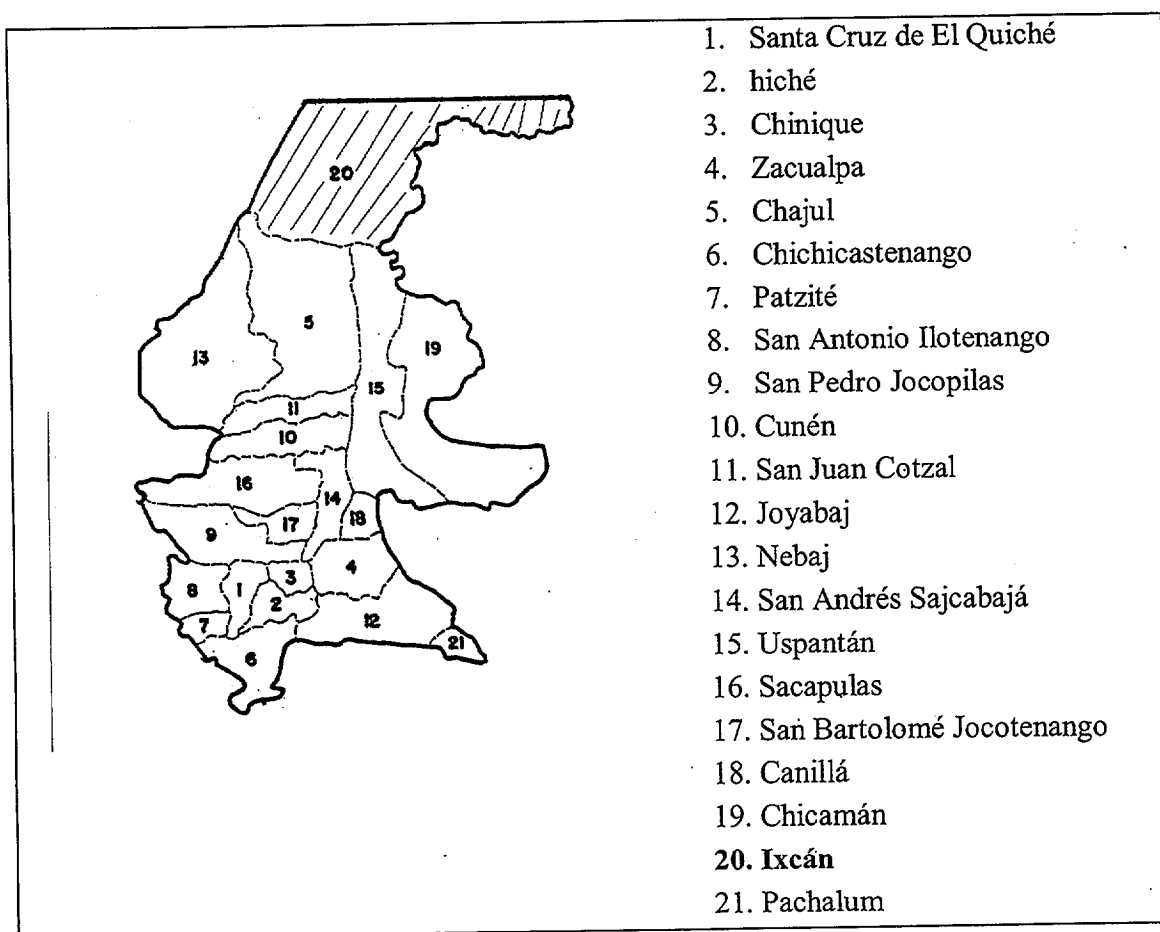 1. Santa Cruz de El Quiché
2. hiché
3. Chinique
4. Zacualpa
5. Chajul
6. Chichicastenango
7. Patzité
8. San Antonio Ilotenango
9. San Pedro Jocopilas
10. Cunén
11. San Juan Cotzal
12. Joyabaj
13. Nebaj
14. San Andrés Sajcabajá
15. Uspantán
16. Sacapulas
17. San Bartolomé Jocotenango
18. Canillá
19. Chicamán
20. Ixcán
21. Pachalum
20
5
19
13
15
11
10
16
14
18
17
9
4
3
8
1
2
12
7
21
6